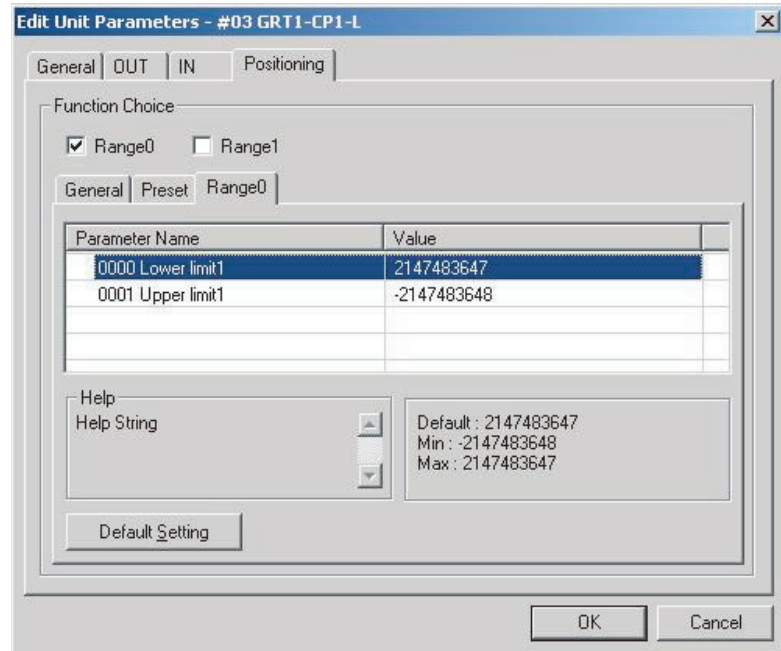 Edit Unit Parameters - #03 GRT1-CP1-L
General OUT IN Positioning
Function Choice
Range0 Range1
General Preset Range0
Parameter Name Value
0000 Lower limit1 2147483647
0001 Upper limit1 -2147483648
Help
Help String
Default : 2147483647
Min : -2147483648
Max : 2147483647
Default Setting
OK Cancel